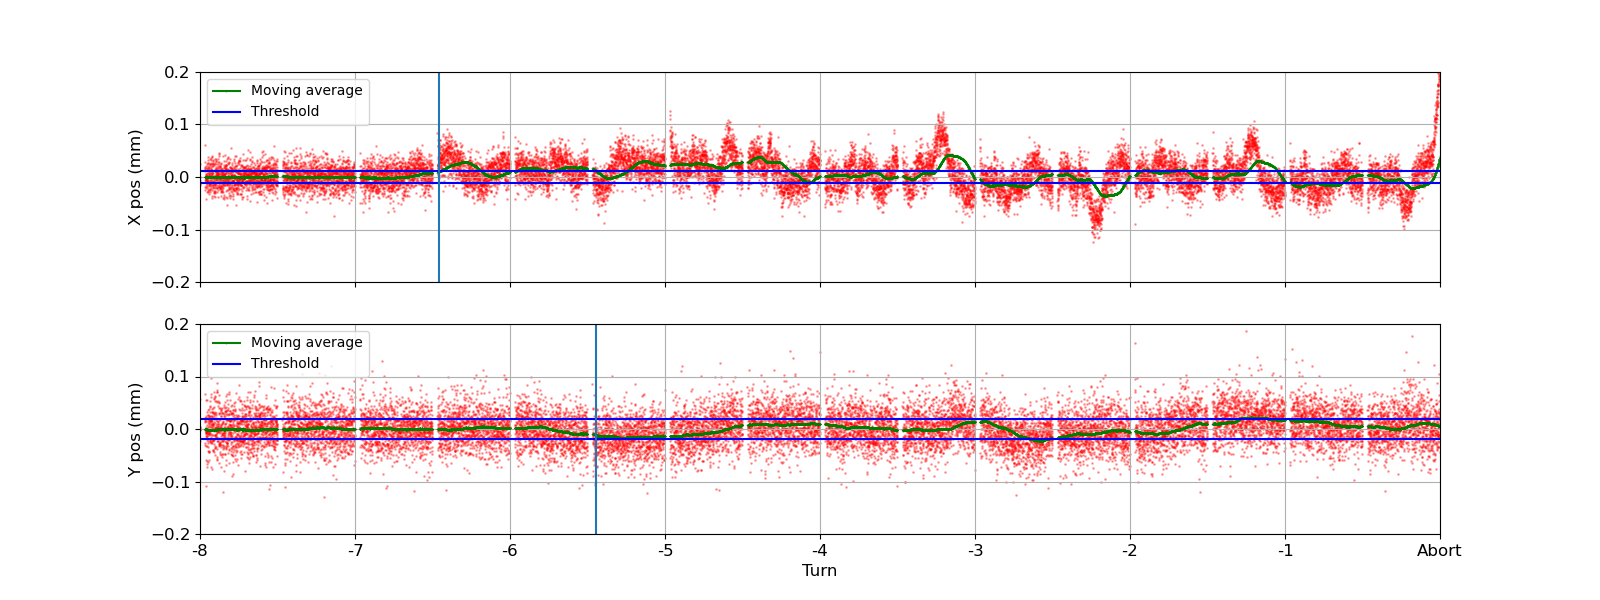 0.2
0.1
0.0
−0.1
−0.2
X pos (mm)
Moving average
Threshold
0.2
0.1
0.0
−0.1
−0.2
Y pos (mm)
Moving average
Threshold
-8 -7 -6 -5 -4 -3 -2 -1 Abort
Turn